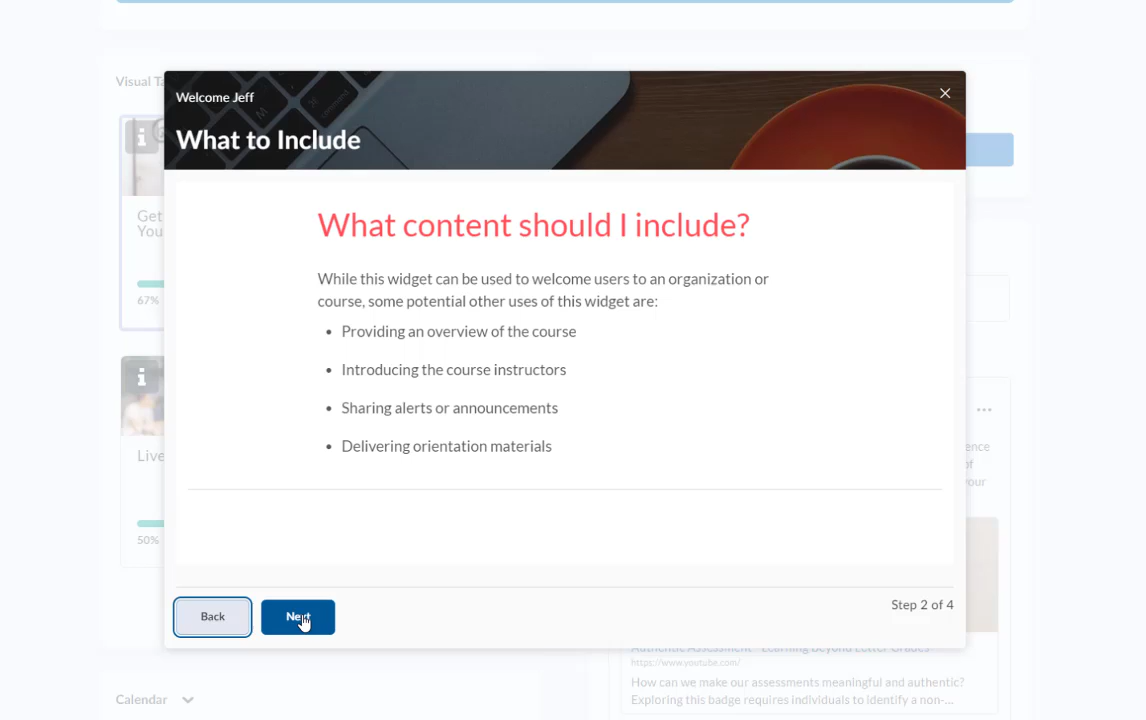 Visual Ta
Welcome Jeff
What to Include
What content should I include?
While this widget can be used to welcome users to an organization or
course, some potential other uses of this widget are:
• Providing an overview of the course
• Introducing the course instructors
• Sharing alerts or announcements
• Delivering orientation materials
Get
You
67%
Live
50%
ence
of
your
Back
Next
Step 2 of 4
Authentic Assessment - Learning Beyond Letter Grades
https://www.youtube.com/
How can we make our assessments meaningful and authentic?
Exploring this badge requires individuals to identify a non-...
Calendar